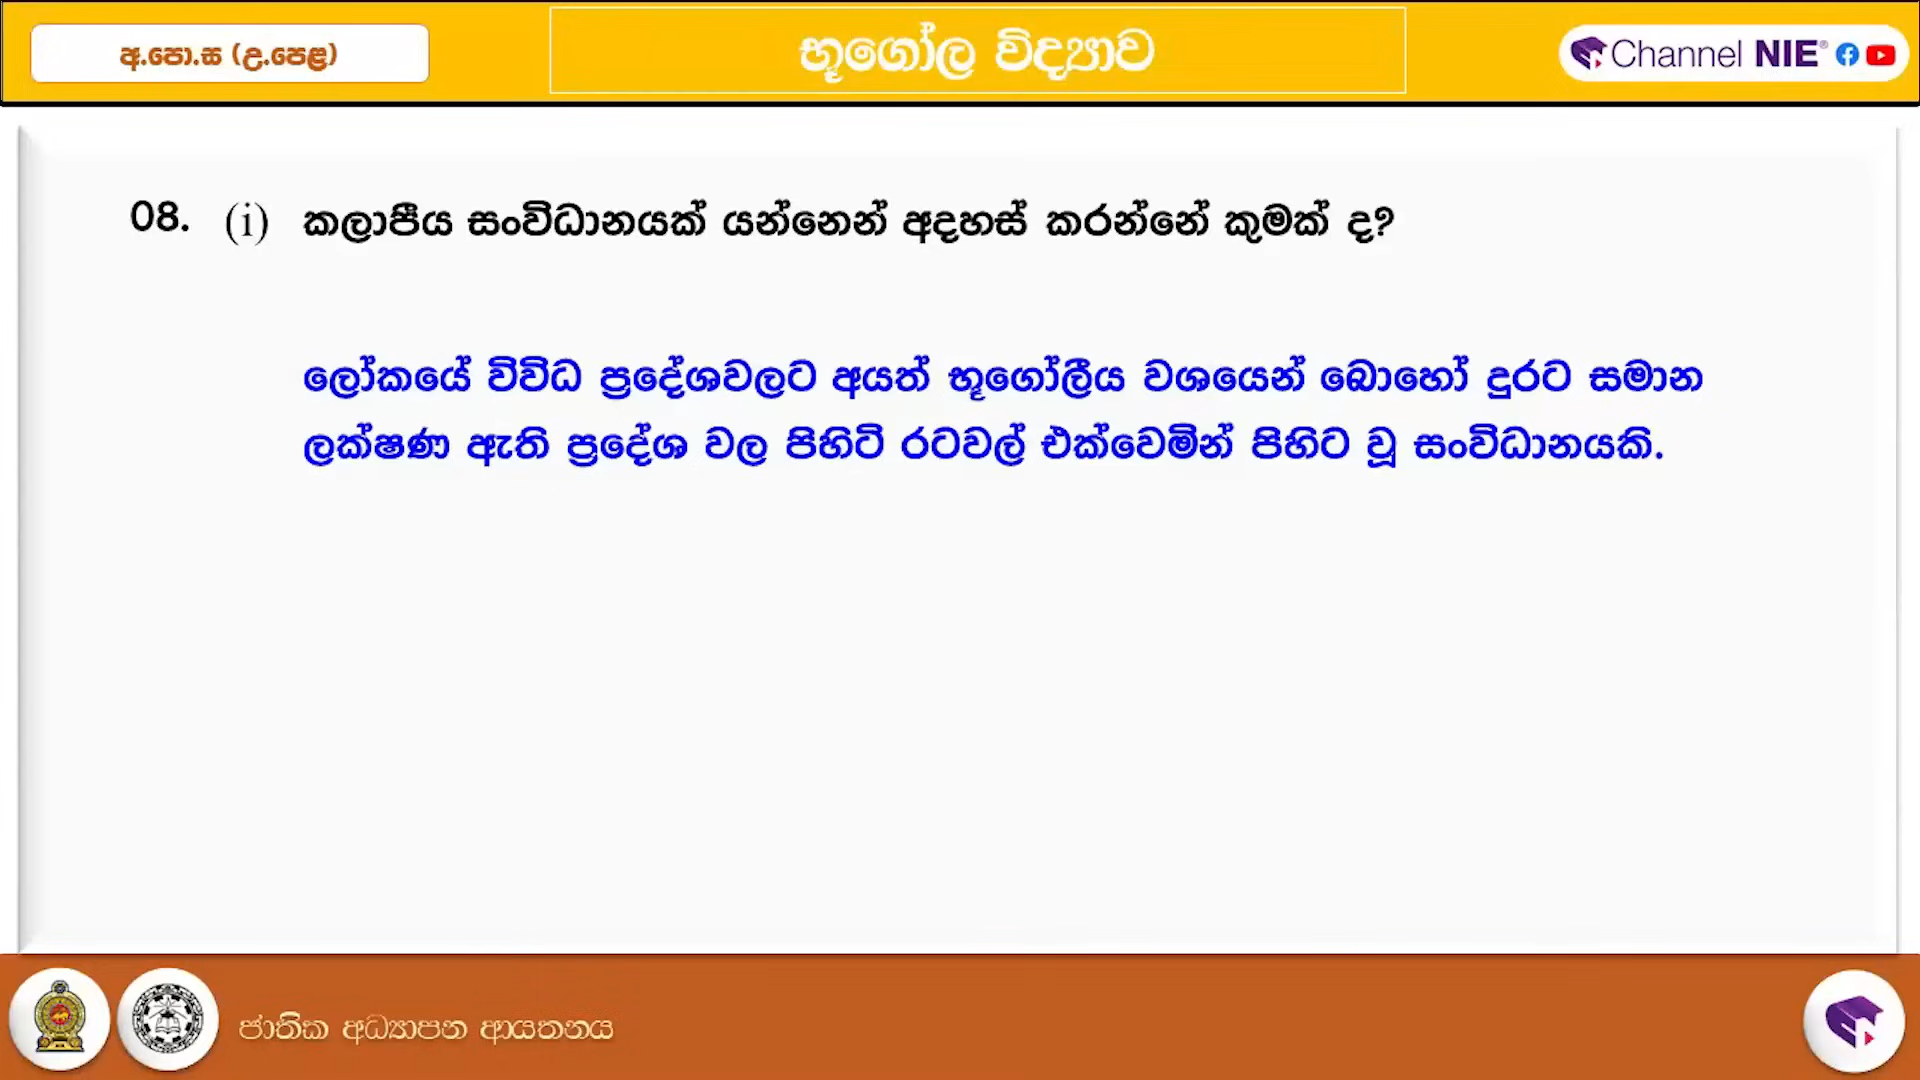 අ.පො.ස (උ.පෙළ)
භූගෝල විද්‍යාව
Channel NIE®
08. (i) කලාපීය සංවිධානයක් යන්නෙන් අදහස් කරන්නේ කුමක් ද?
ලෝකයේ විවිධ ප්‍රදේශවලට අයත් භූගෝලීය වශයෙන් බොහෝ දුරට සමාන
ලක්ෂණ ඇති ප්‍රදේශ වල පිහිටි රටවල් එක්වෙමින් පිහිට වූ සංවිධානයකි.
ජාතික අධ්‍යාපන ආයතනය